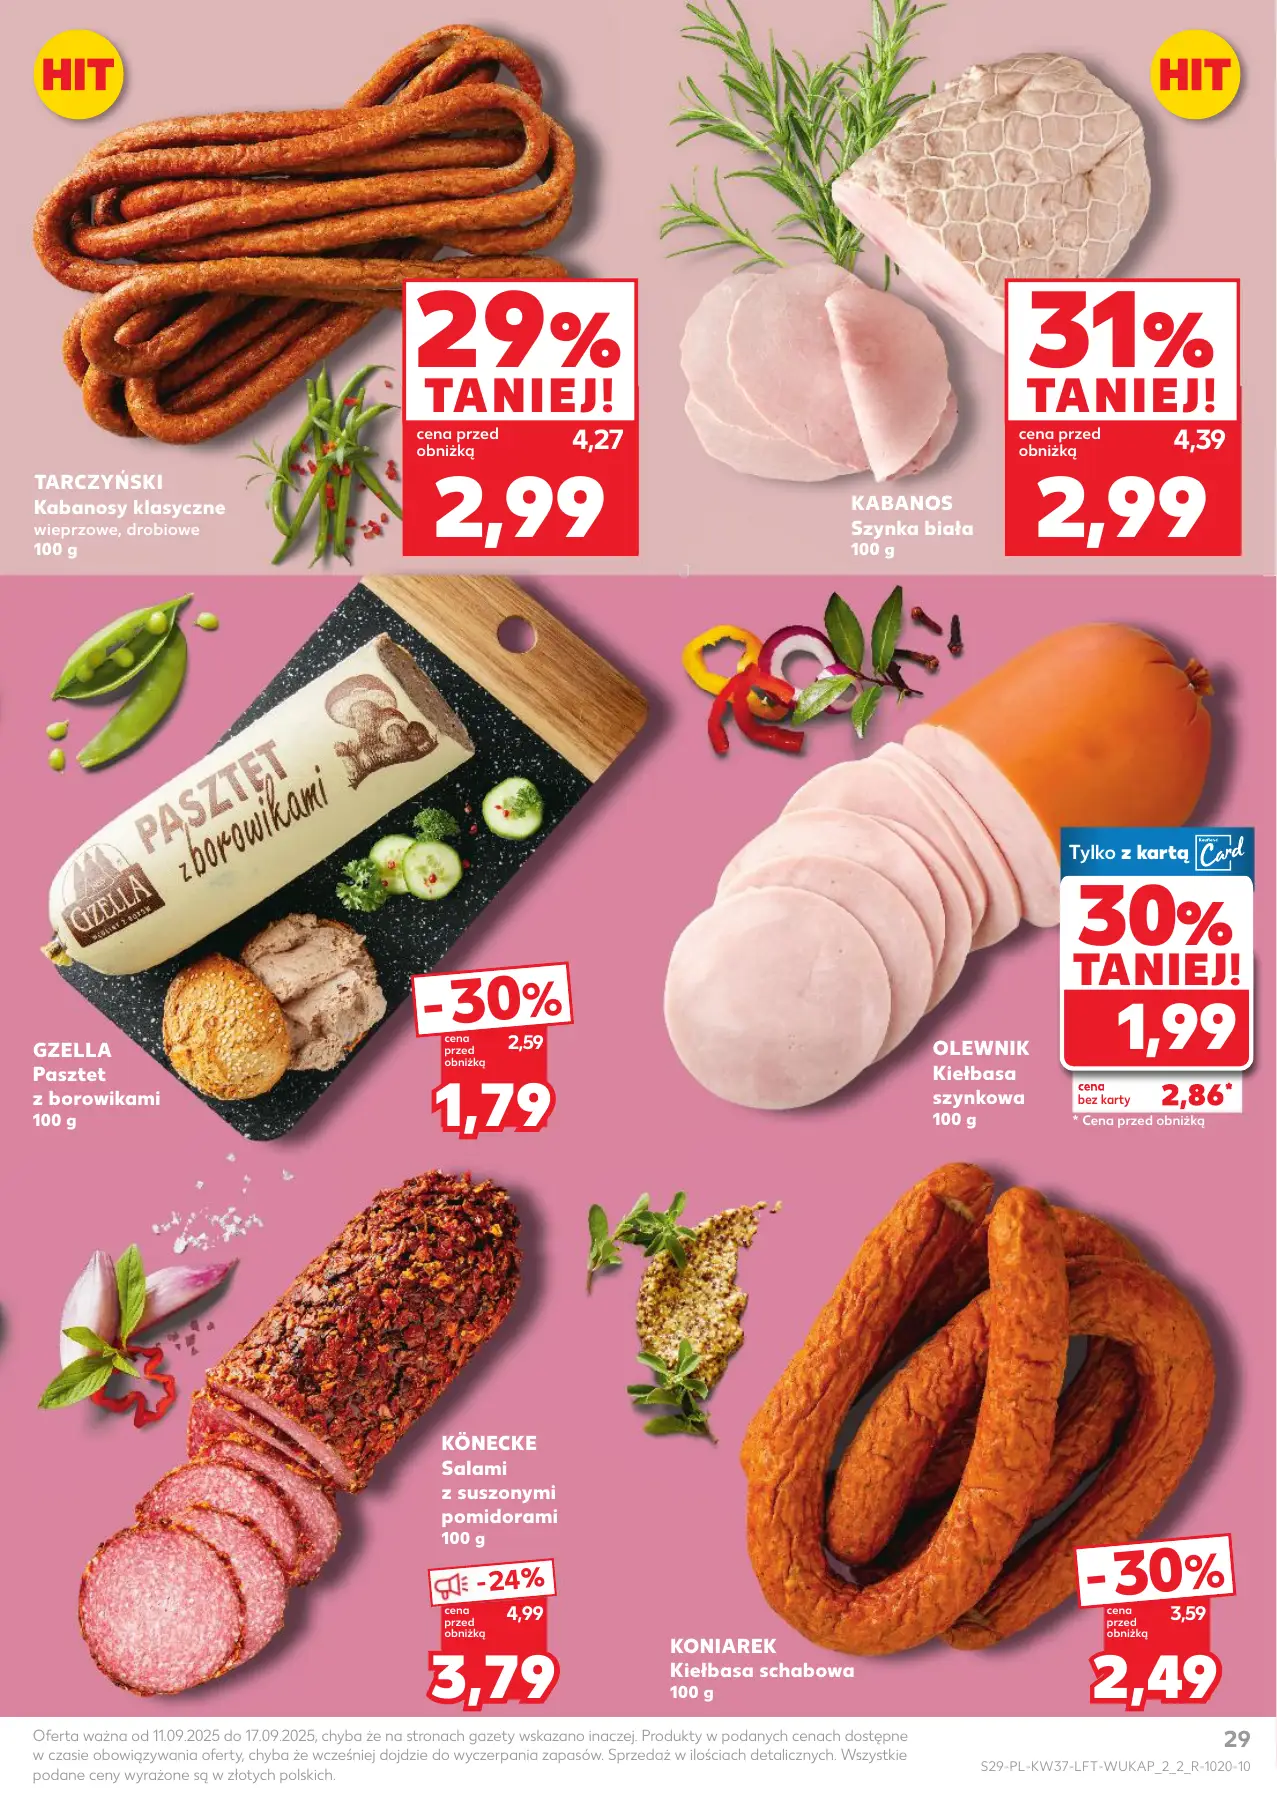 HIT
29%
TANIEJ!
cena przed
obniżką
4,27
2,99
TARCZYŃSKI
Kabanosy klasyczne
wieprzowe, drobiowe
100 g
HIT
31%
TANIEJ!
cena przed
obniżką
4,39
2,99
KABANOS
Szynka biała
100 g
PASZTET
z borowikami
GZELLA
GZELLA
Pasztet
z borowikami
100 g
-30%
cena
przed
obniżką
2,59
1,79
Tylko z kartą
Card
30%
TANIEJ!
1,99
cena
bez karty
2,86*
* Cena przed obniżką
OLEWNIK
Kiełbasa
szynkowa
100 g
KÖNECKE
Salami
z suszonymi
pomidorami
100 g
-24%
cena
przed
obniżką
4,99
3,79
KONIAREK
Kiełbasa schabowa
100 g
-30%
cena
przed
obniżką
3,59
2,49
Oferta ważna od 11.09.2025 do 17.09.2025, chyba że na stronach gazety wskazano inaczej. Produkty w podanych cenach dostępne
w czasie obowiązywania oferty, chyba że wcześniej dojdzie do wyczerpania zapasów. Sprzedaż w ilościach detalicznych. Wszystkie
podane ceny wyrażone są w złotych polskich.
29
S29-PL-KW37-LFT-WUKAP_2_2_R-1020-10